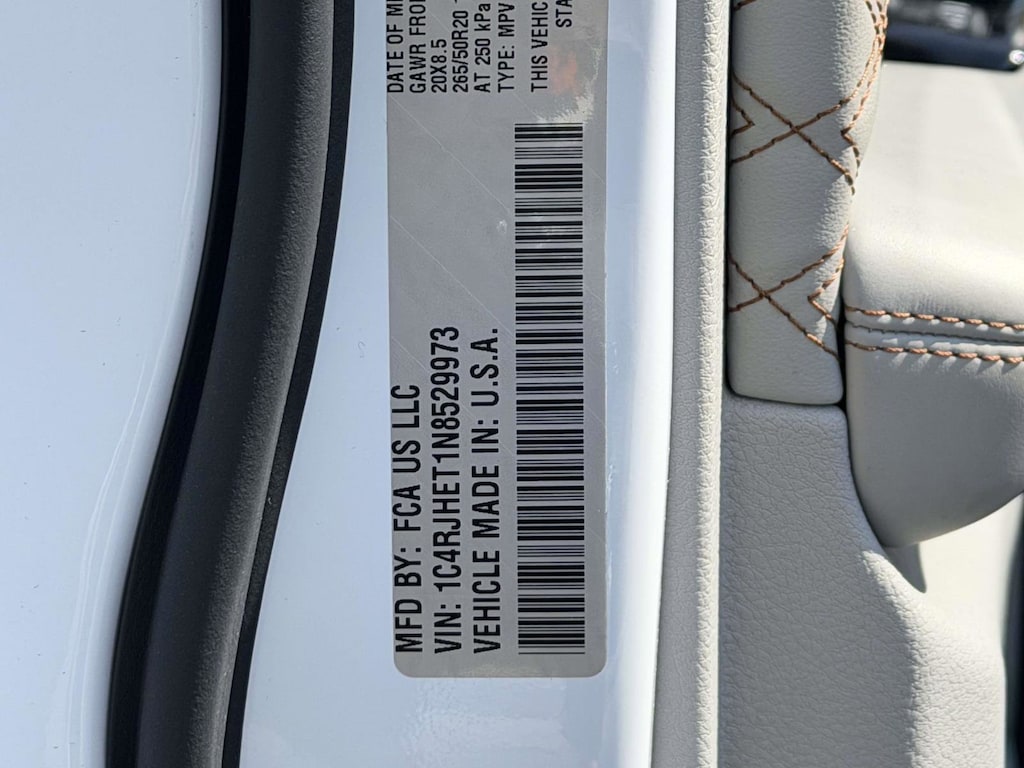 MFD BY: FCA US LLC
DATE OF
VIN: 1C4RJHET1N8529973
GAWR
20X8.5
VEHICLE MADE IN: U.S.A.
265/50R20
AT 250 kPa
TYPE: MPV
THIS VEHIC
STA